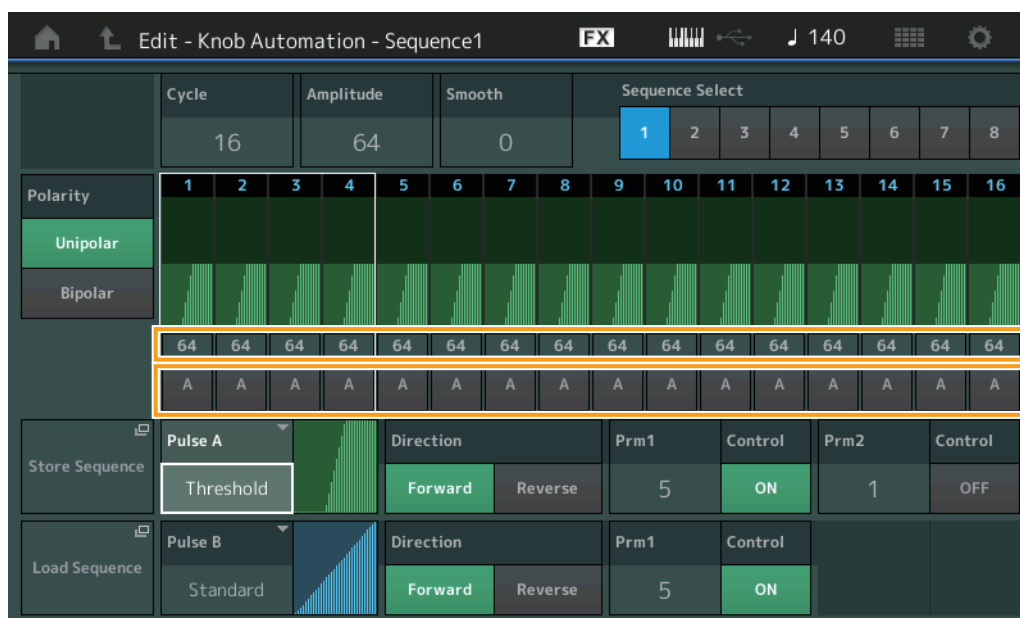 Edit - Knob Automation - Sequence1 FX ♩ 140
Cycle Amplitude Smooth Sequence Select
16 64 0 1 2 3 4 5 6 7 8
Polarity 1 2 3 4 5 6 7 8 9 10 11 12 13 14 15 16
Unipolar
Bipolar
64 64 64 64 64 64 64 64 64 64 64 64 64 64 64 64
A A A A A A A A A A A A A A A A
Store Sequence
Pulse A Direction Prm1 Control Prm2 Control
Threshold Forward Reverse 5 ON 1 OFF
Load Sequence
Pulse B Direction Prm1 Control
Standard Forward Reverse 5 ON